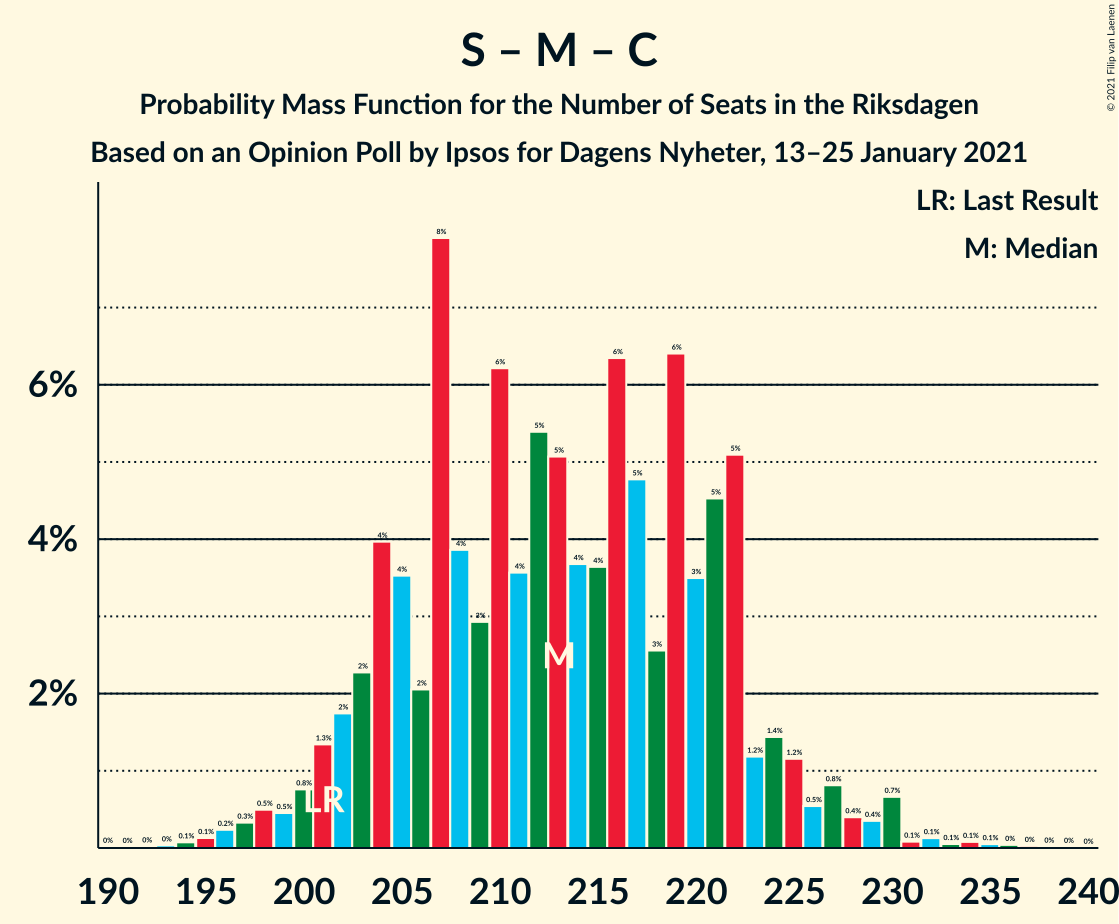 S – M – C
Probability Mass Function for the Number of Seats in the Riksdagen
Based on an Opinion Poll by Ipsos for Dagens Nyheter, 13–25 January 2021
© 2021 Filip van Laenen
LR: Last Result
M: Median
6%
4%
2%
0% 0% 0% 0% 0.1% 0.1% 0.2% 0.3% 0.5% 0.5% 0.8% 1.3% 2% 2% 4% 4% 2% 8% 4% 3% 6% 4% 5% 5% 4% 4% 6% 5% 3% 6% 3% 5% 5% 1.2% 1.4% 1.2% 0.5% 0.8% 0.4% 0.4% 0.7% 0.1% 0.1% 0.1% 0.1% 0.1% 0% 0% 0% 0% 0%
LR
M
190 195 200 205 210 215 220 225 230 235 240